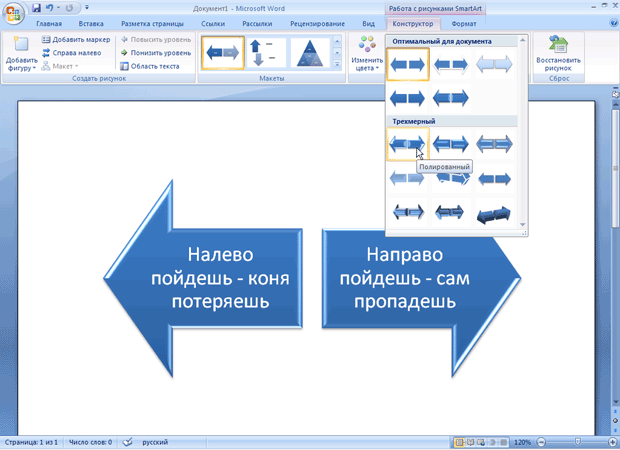 Документ1 - Microsoft Word
Работа с рисунками SmartArt
Главная Вставка Разметка страницы Ссылки Рассылки Рецензирование Вид Конструктор Формат
Добавить фигуру
Добавить маркер
Справа налево
Макет
Повысить уровень
Понизить уровень
Область текста
Создать рисунок
Макеты
Изменить цвета
Оптимальный для документа
Трехмерный
Полированный
Восстановить рисунок
Сброс
Налево
пойдешь - коня
потеряешь
Направо
пойдешь - сам
пропадешь
Страница: 1 из 1 Число слов: 0 русский 120%